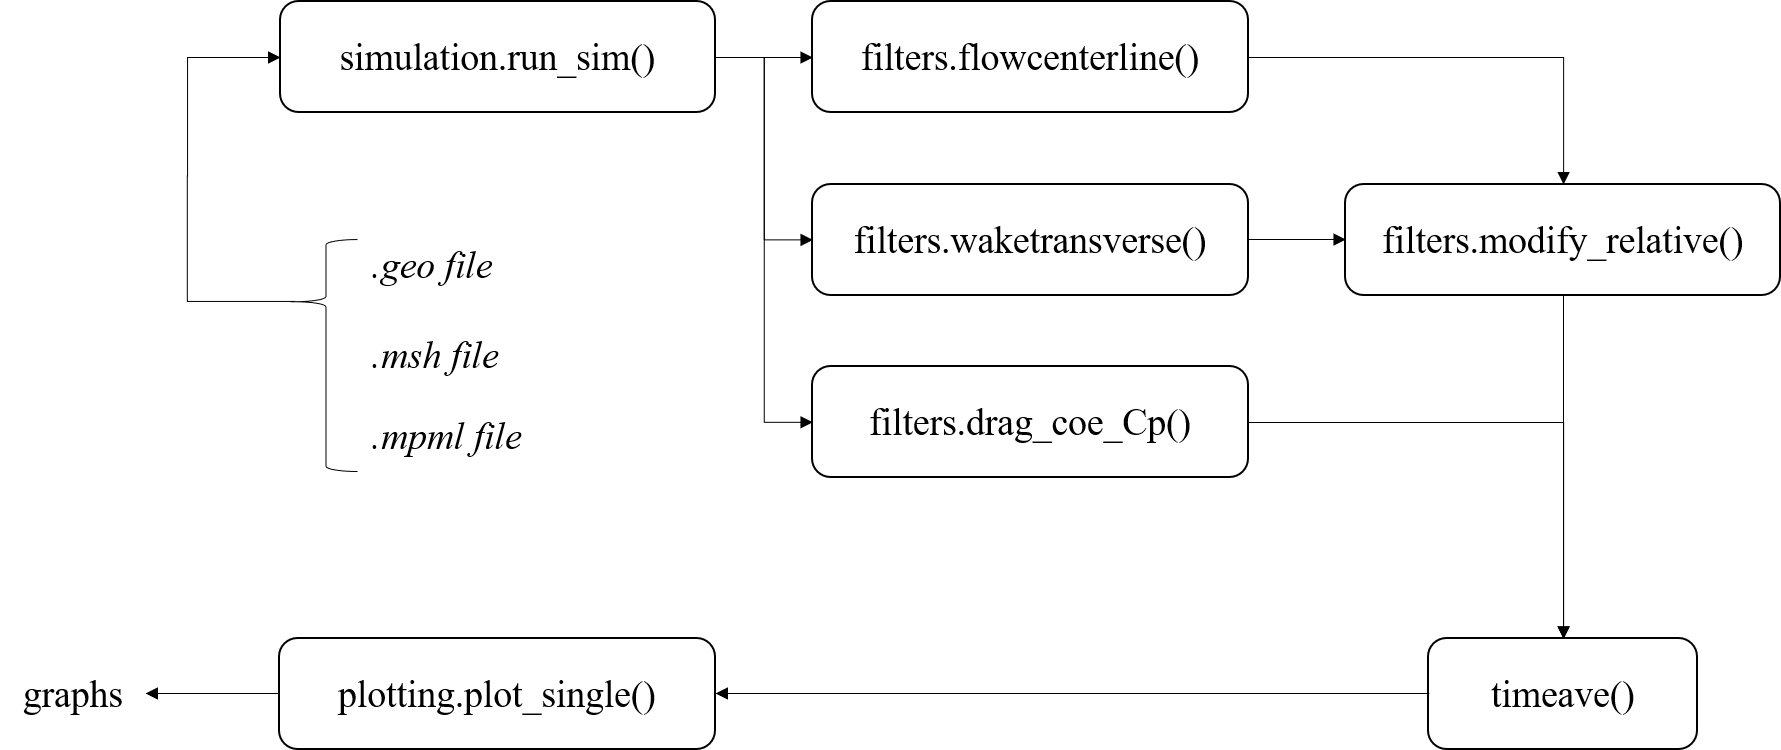 simulation.run_sim()
filters.flowcenterline()
filters.waketransverse()
filters.modify_relative()
.geo file
.msh file
.mpml file
filters.drag_coe_Cp()
graphs
plotting.plot_single()
timeave()